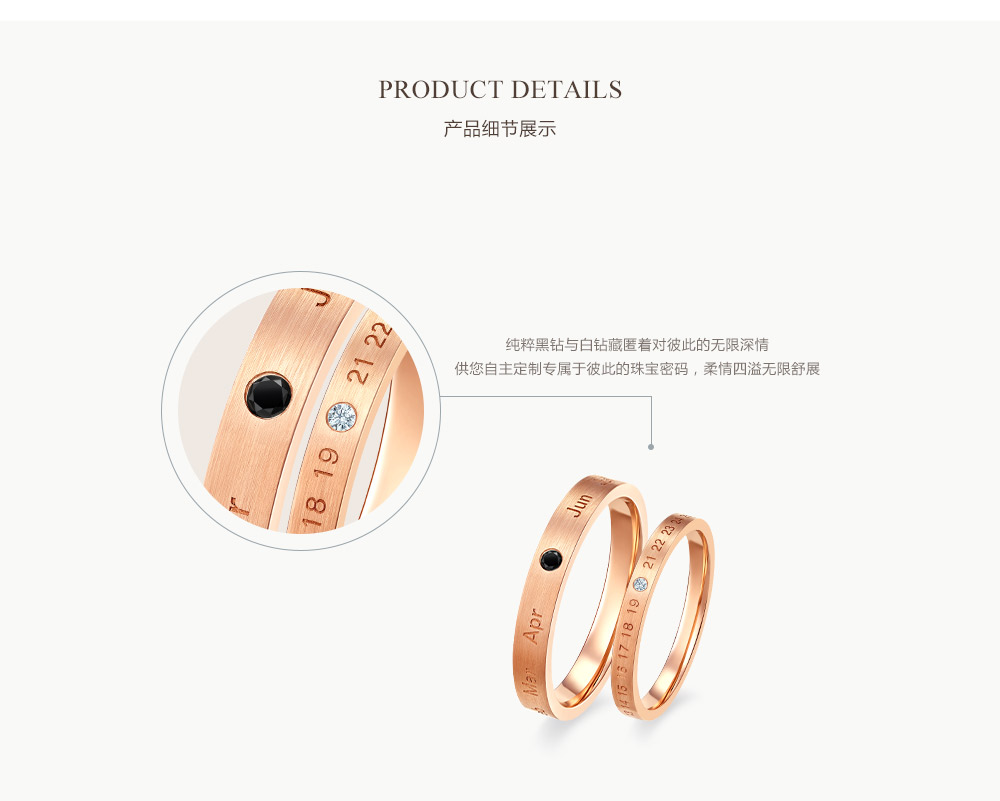 PRODUCT DETAILS
产品细节展示
纯粹黑钻与白钻藏匿着对彼此的无限深情
供您自主定制专属于彼此的珠宝密码，柔情四溢无限舒展
21 22
19
18
Jun
Apr
Mar
21 22 23 24
14 15 16 17 18 19